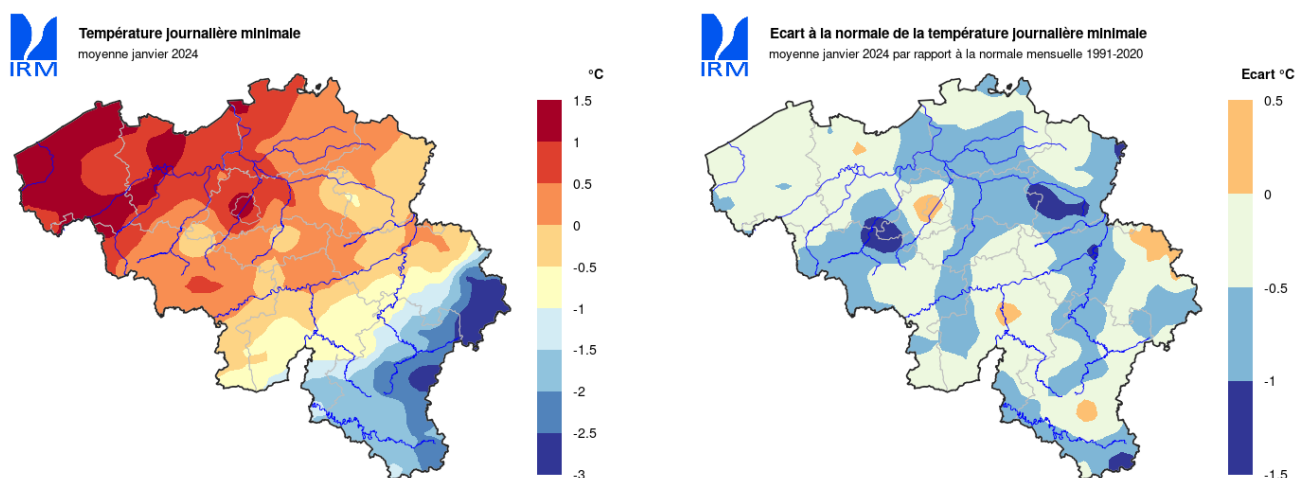 IRM
Température journalière minimale
moyenne janvier 2024
°C
1.5
1
0.5
0
-0.5
-1
-1.5
-2
-2.5
-3
IRM
Ecart à la normale de la température journalière minimale
moyenne janvier 2024 par rapport à la normale mensuelle 1991-2020
Ecart °C
0.5
0
-0.5
-1
-1.5